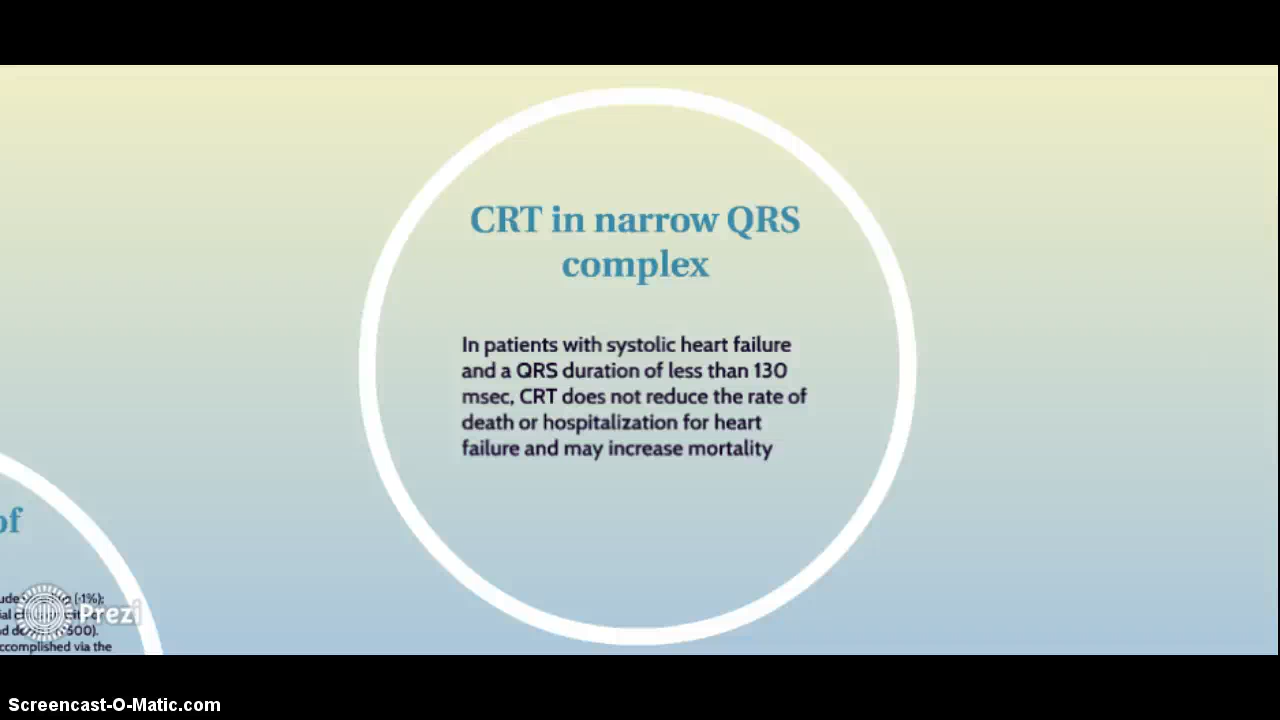 CRT in narrow QRS
complex
In patients with systolic heart failure
and a QRS duration of less than 130
msec, CRT does not reduce the rate of
death or hospitalization for heart
failure and may increase mortality
of
(-1%);
Prezi
ccomplished via the
Screencast-O-Matic.com